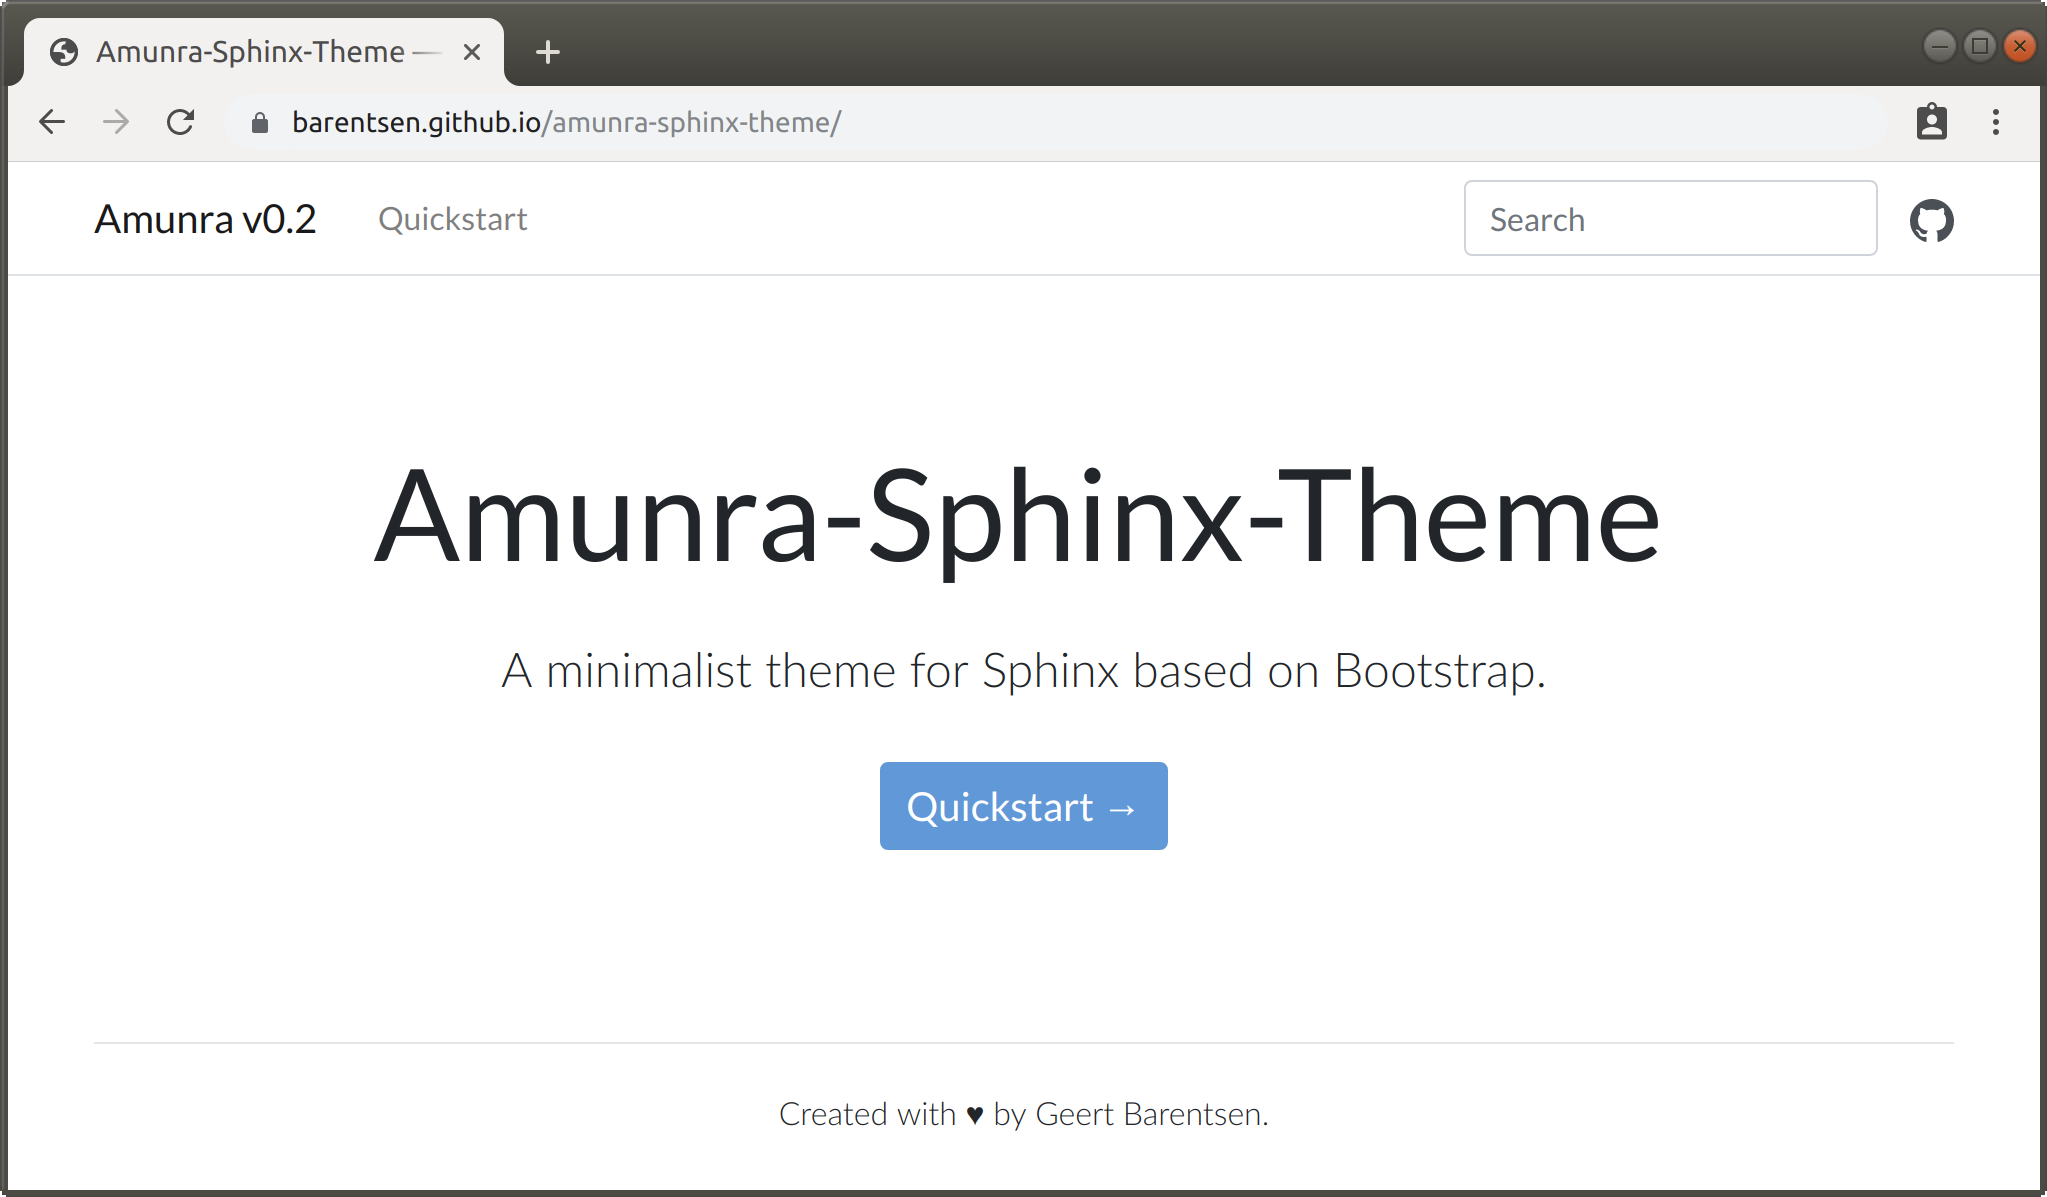 Amunra-Sphinx-Theme —
barentsen.github.io/amunra-sphinx-theme/
Amunra v0.2
Quickstart
Search
Amunra-Sphinx-Theme
A minimalist theme for Sphinx based on Bootstrap.
Quickstart →
Created with ♥ by Geert Barentsen.